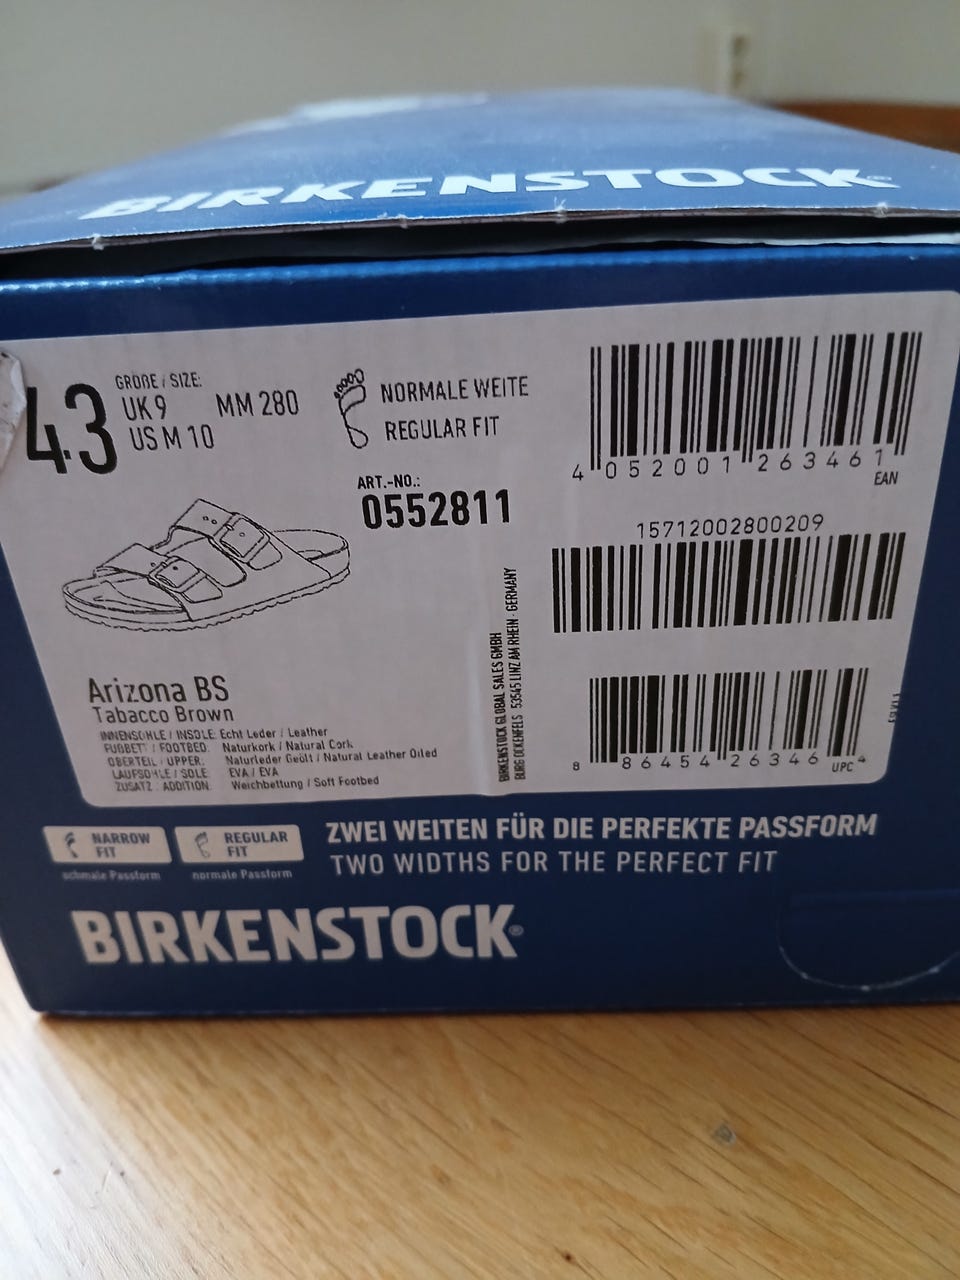 BIRKENSTOCK
43
GRÖßE / SIZE:
UK 9 MM 280
US M 10
NORMALE WEITE
REGULAR FIT
ART.-NO.:
0552811
4 052001 263461
EAN
15712002800209
8 86454 26346 4
UPC
BIRKENSTOCK GLOBAL SALES GMBH
BURG OCKENFELS 53545 LINZ AM RHEIN · GERMANY
Arizona BS
Tabacco Brown
INNENSOHLE / INSOLE: Echt Leder / Leather
FUßBETT / FOOTBED: Naturkork / Natural Cork
OBERTEIL / UPPER: Naturleder Geölt / Natural Leather Oiled
LAUFSOHLE / SOLE: EVA / EVA
ZUSATZ / ADDITION: Weichbettung / Soft Footbed
NARROW
FIT
schmale Passform
REGULAR
FIT
normale Passform
ZWEI WEITEN FÜR DIE PERFEKTE PASSFORM
TWO WIDTHS FOR THE PERFECT FIT
BIRKENSTOCK®